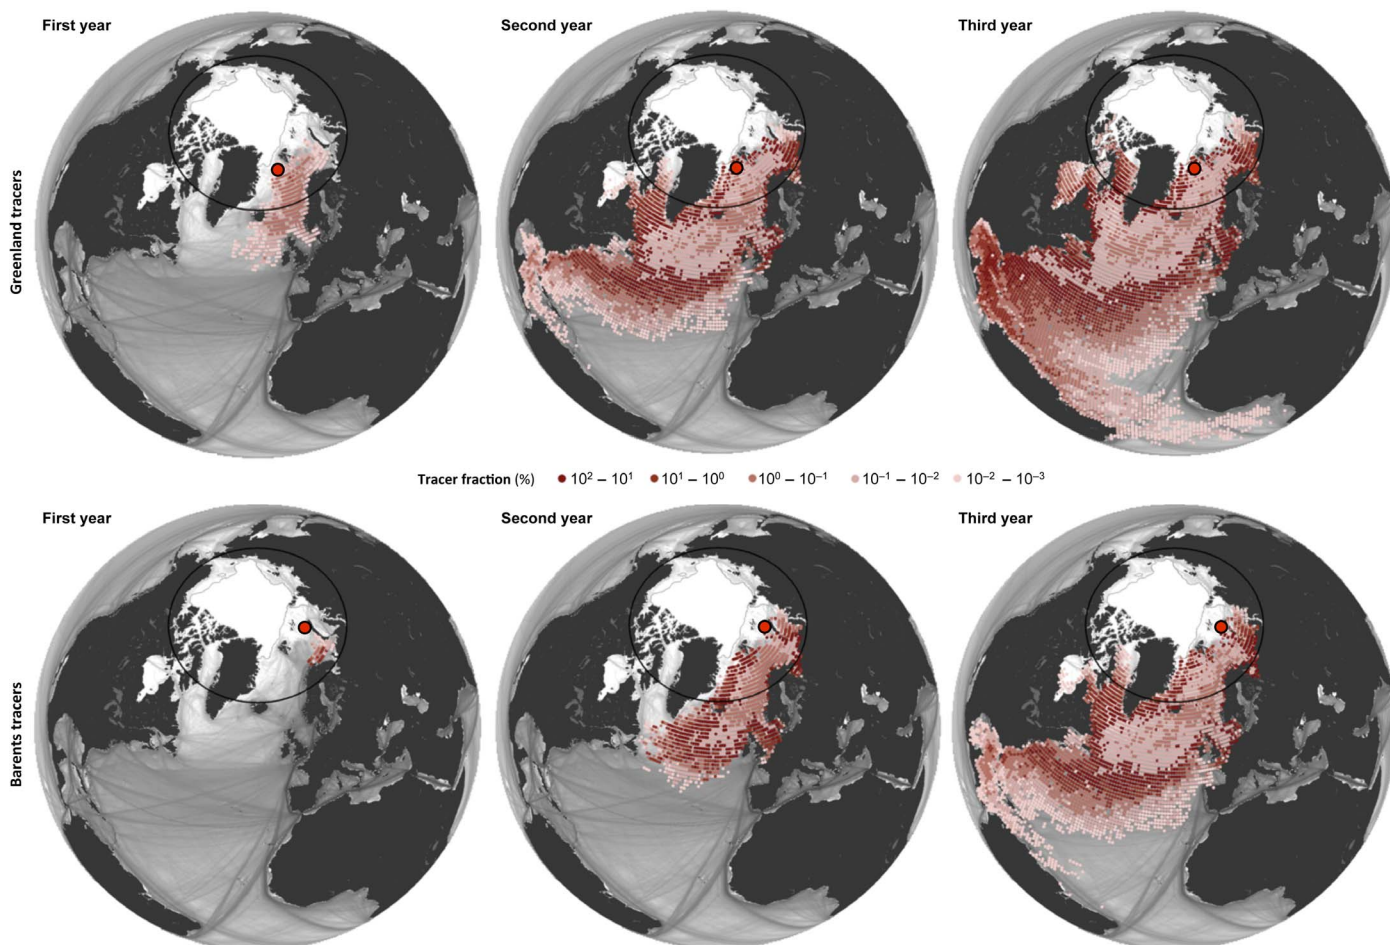 First year
Second year
Third year
Greenland tracers
Tracer fraction (%)
10² – 10¹
10¹ – 10⁰
10⁰ – 10⁻¹
10⁻¹ – 10⁻²
10⁻² – 10⁻³
First year
Second year
Third year
Barents tracers